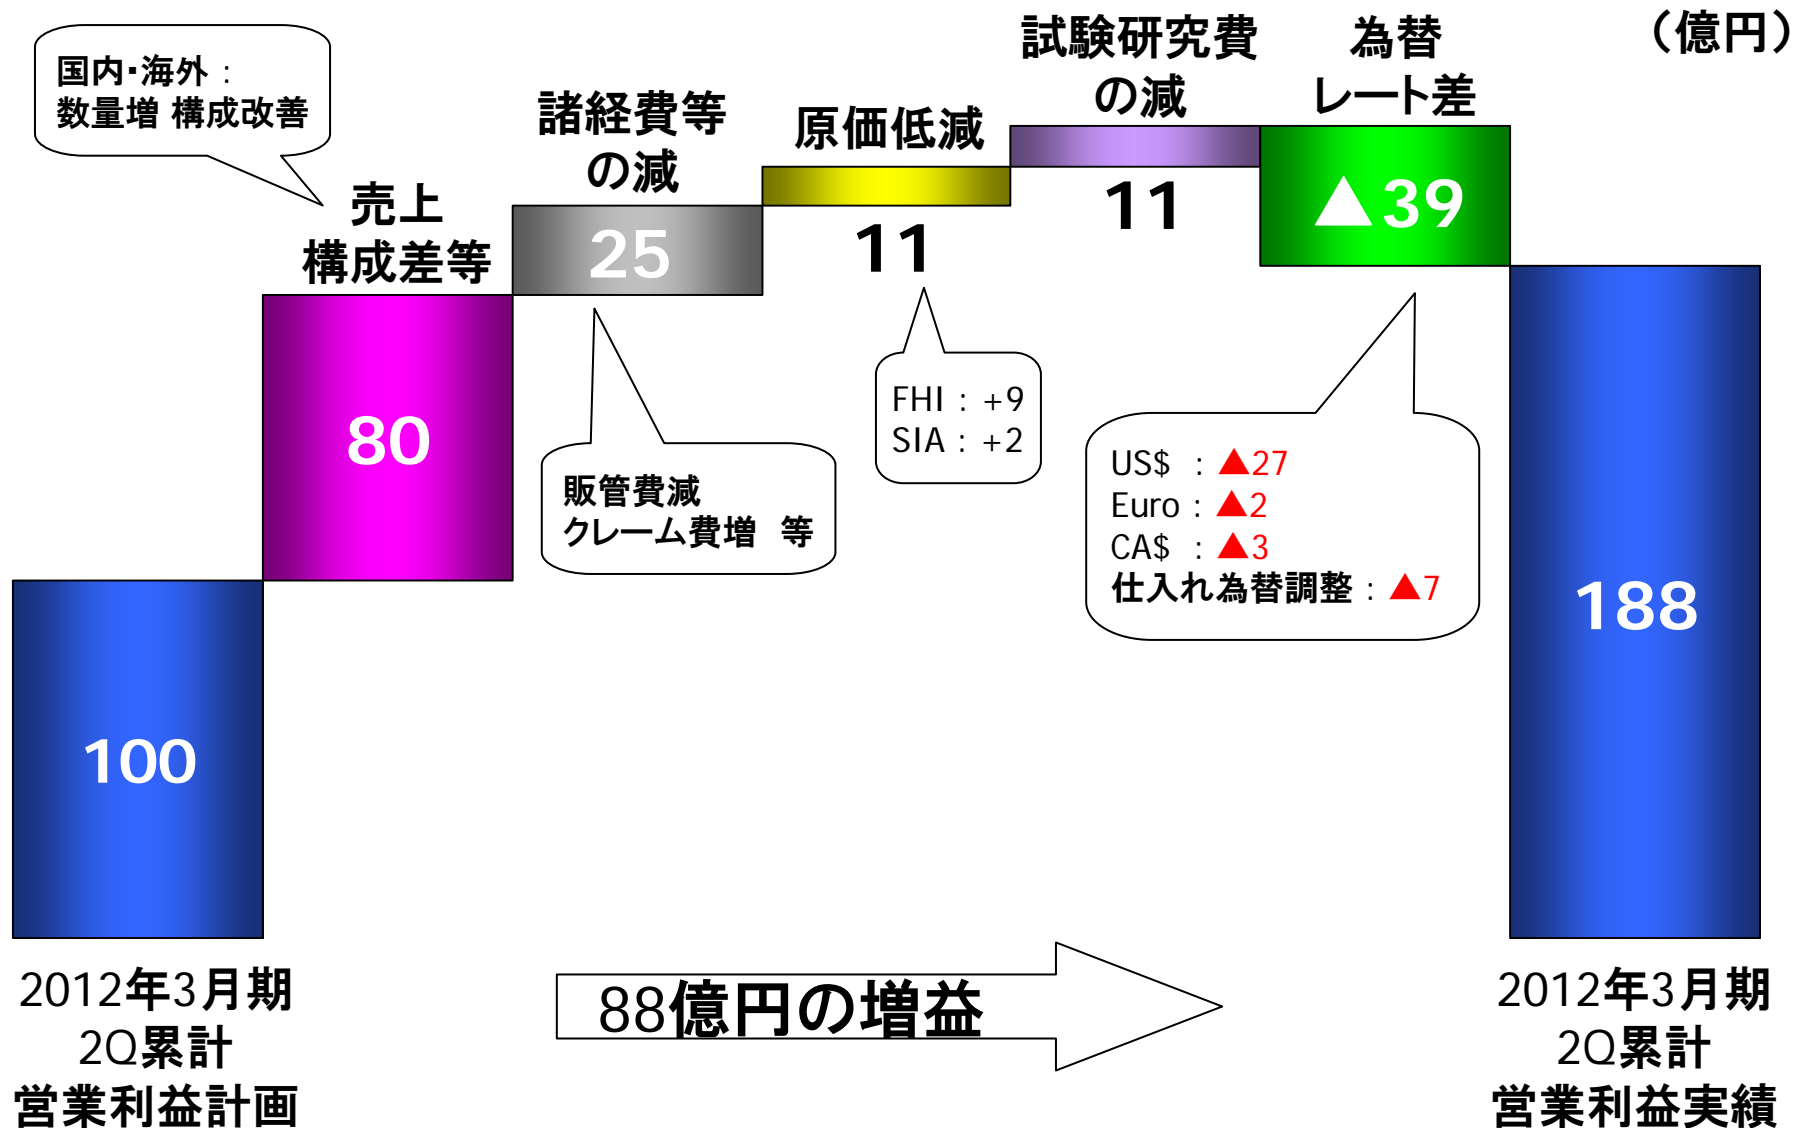 （億円）
国内・海外：
数量増 構成改善
売上
構成差等
諸経費等
の減
原価低減
試験研究費
の減
為替
レート差
100
80
25
11
11
▲39
188
販管費減
クレーム費増　等
FHI：+9
SIA：+2
US$ ：▲27
Euro：▲2
CA$ ：▲3
仕入れ為替調整：▲7
88億円の増益
2012年3月期
2Q累計
営業利益計画
2012年3月期
2Q累計
営業利益実績